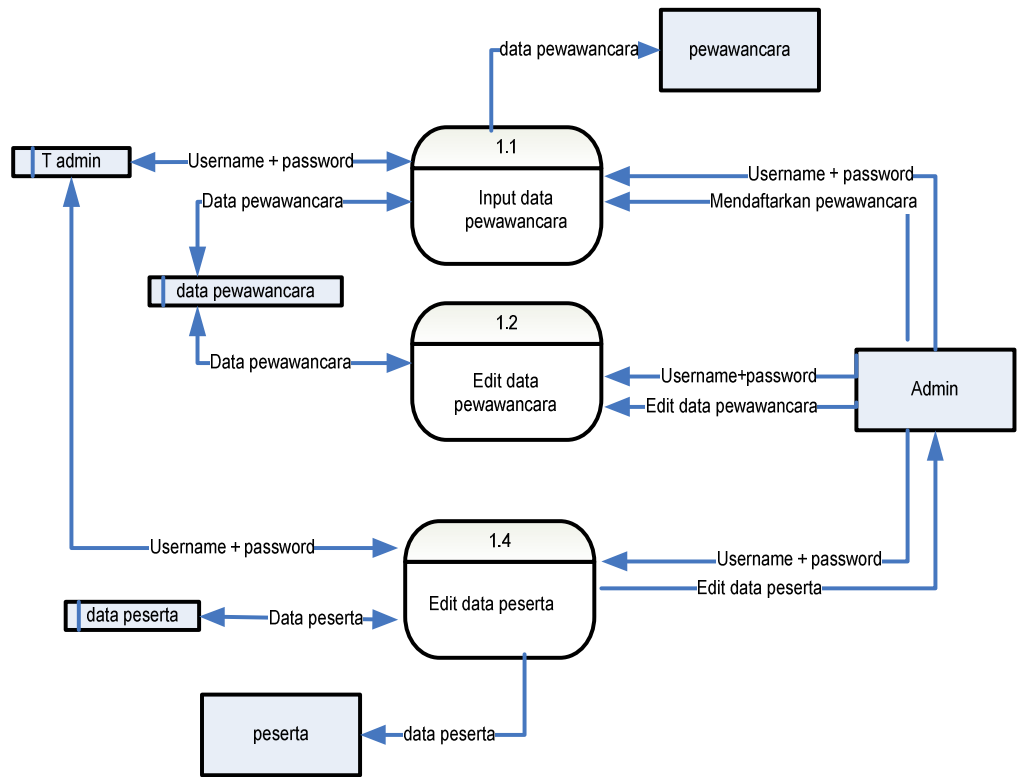 data pewawancara
pewawancara
1.1
T admin
Username + password
Username + password
Data pewawancara
Input data
pewawancara
Mendaftarkan pewawancara
data pewawancara
1.2
Data pewawancara
Edit data
pewawancara
Username+password
Edit data pewawancara
Admin
1.4
Username + password
Username + password
Edit data peserta
Edit data peserta
data peserta
Data peserta
peserta
data peserta